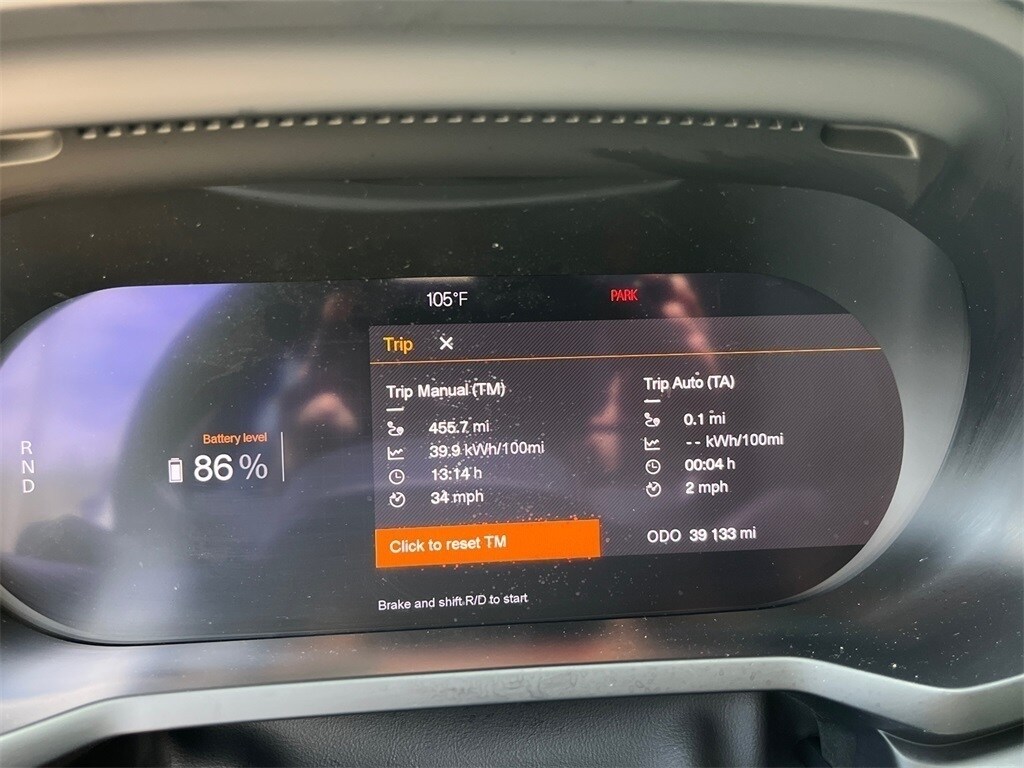 105°F PARK
Trip ✕
Trip Manual (TM)
455.7 mi
39.9 kWh/100mi
13:14 h
34 mph
Click to reset TM
Trip Auto (TA)
0.1 mi
-- kWh/100mi
00:04 h
2 mph
ODO 39 133 mi
Battery level
86 %
R
N
D
Brake and shift R/D to start